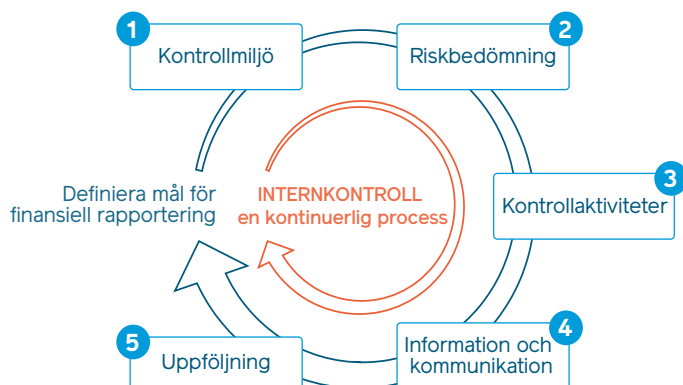 1
Kontrollmiljö
2
Riskbedömning
3
Kontrollaktiviteter
Definiera mål för
finansiell rapportering
INTERNKONTROLL
en kontinuerlig process
4
Information och
kommunikation
5
Uppföljning